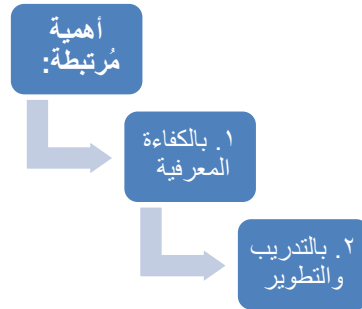 أهمية
مُرتبطة:
١. بالكفاءة
المعرفية
٢. بالتدريب
والتطوير